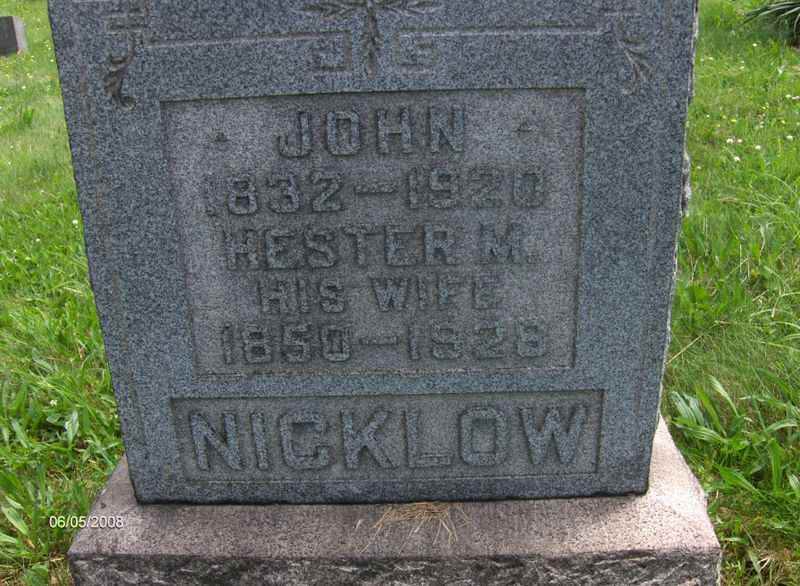 JOHN
1832—1920
HESTER M.
HIS WIFE
1850—1928
NICKLOW
06/05/2008